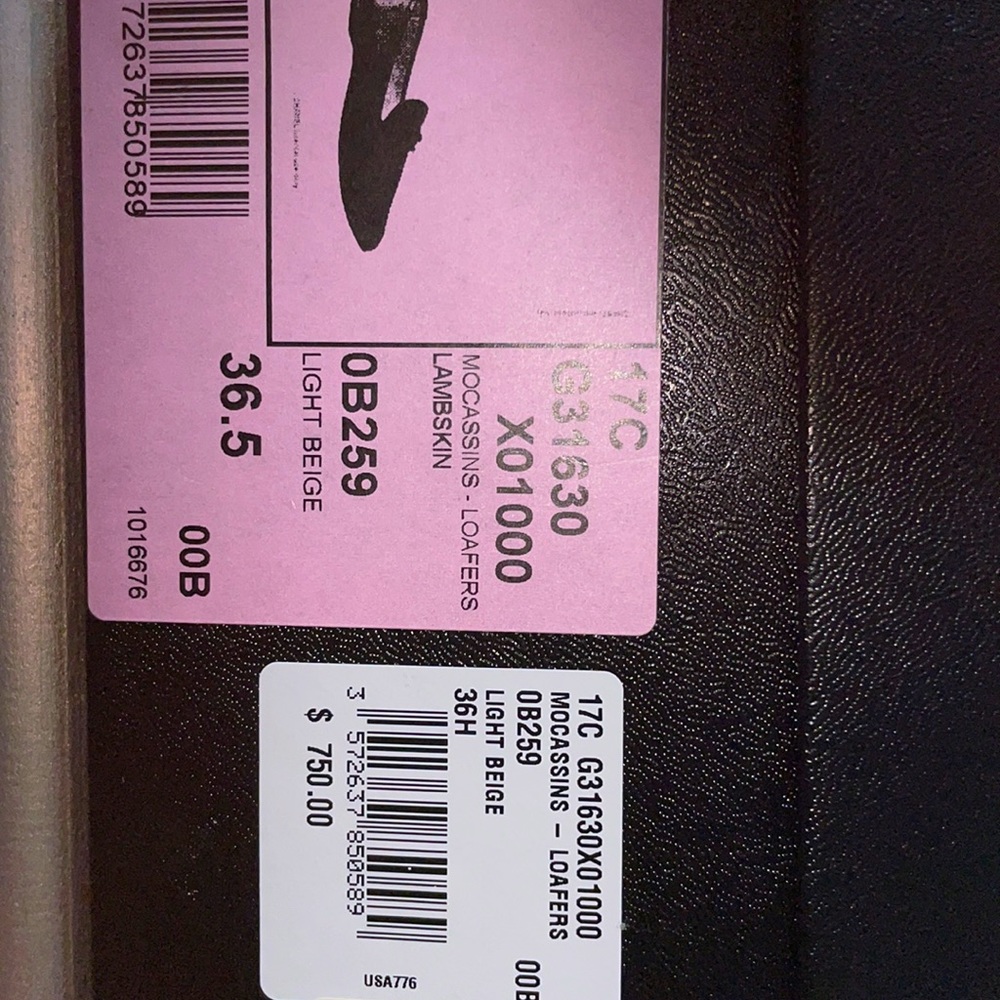 17C
G31630
X01000
MOCASSINS - LOAFERS
LAMBSKIN
0B259
LIGHT BEIGE
36.5
00B
1016676
72637850589
17C G31630X01000
MOCASSINS - LOAFERS
0B259 00B
LIGHT BEIGE
36H
3 572637 850589
$ 750.00
USA776